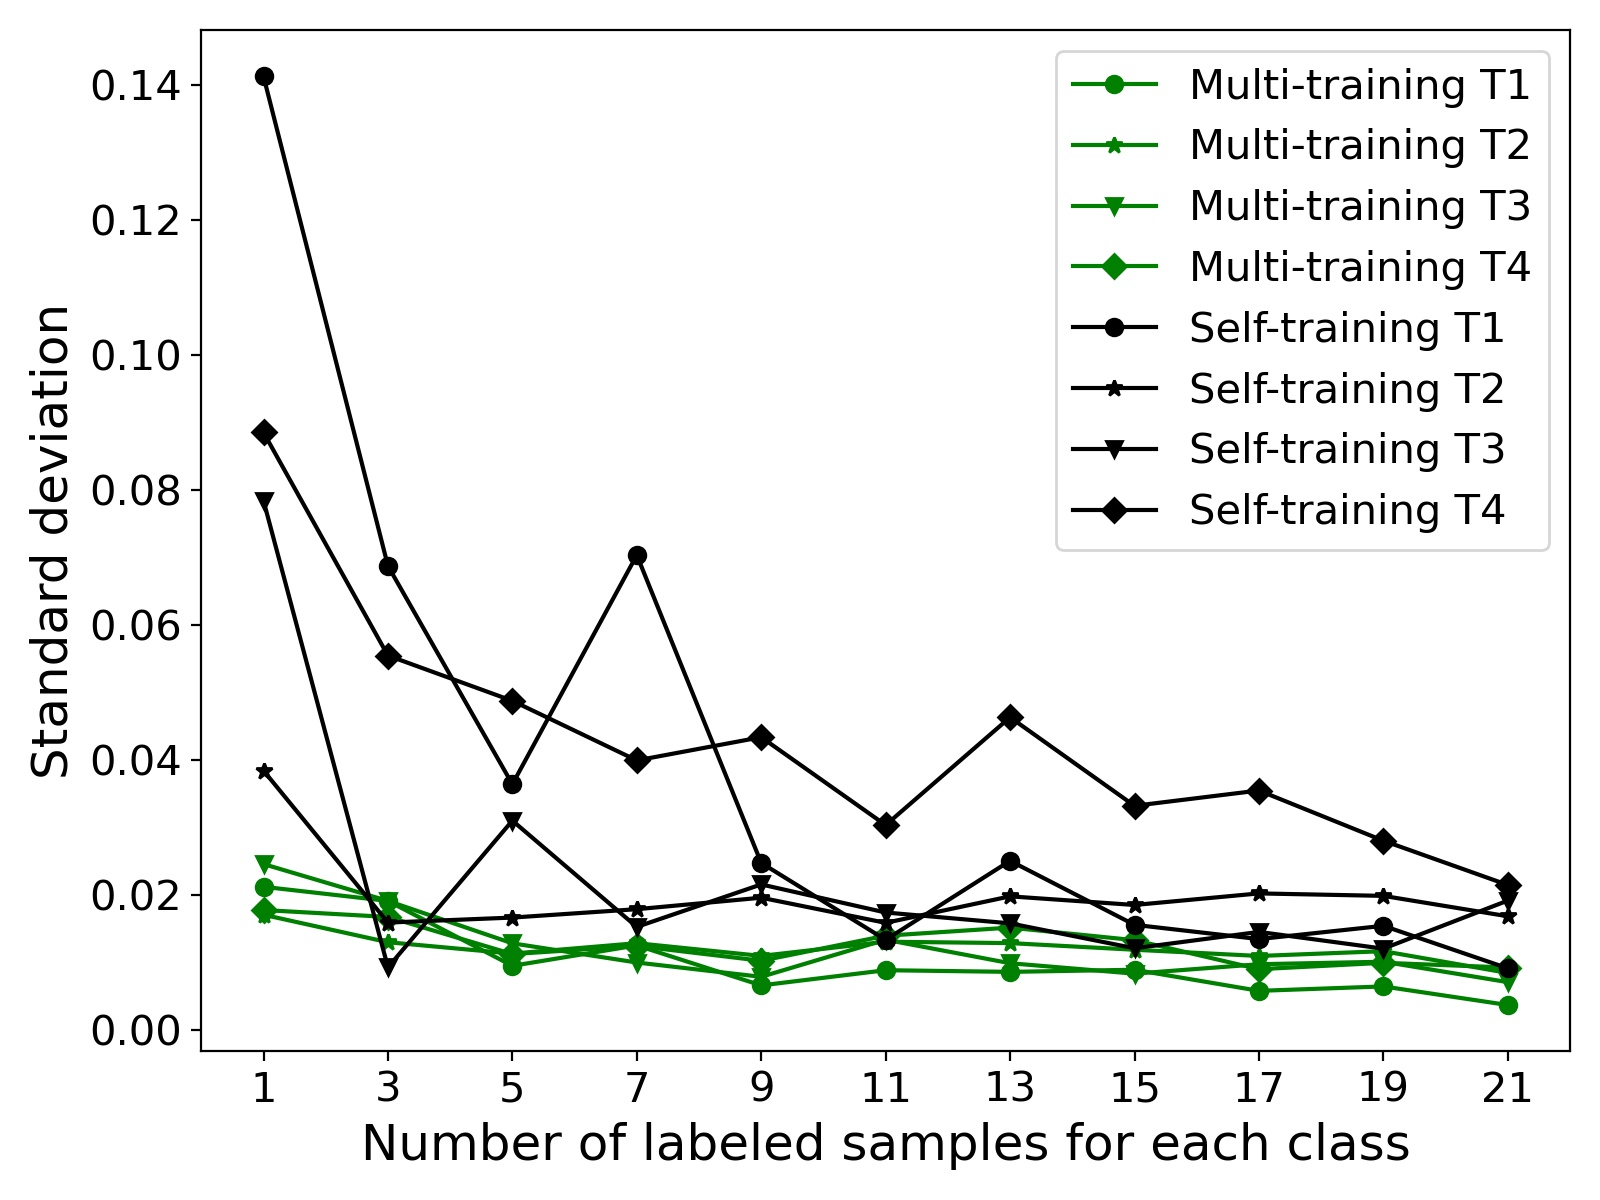 Standard deviation
0.14
0.12
0.10
0.08
0.06
0.04
0.02
0.00
Multi-training T1
Multi-training T2
Multi-training T3
Multi-training T4
Self-training T1
Self-training T2
Self-training T3
Self-training T4
1 3 5 7 9 11 13 15 17 19 21
Number of labeled samples for each class